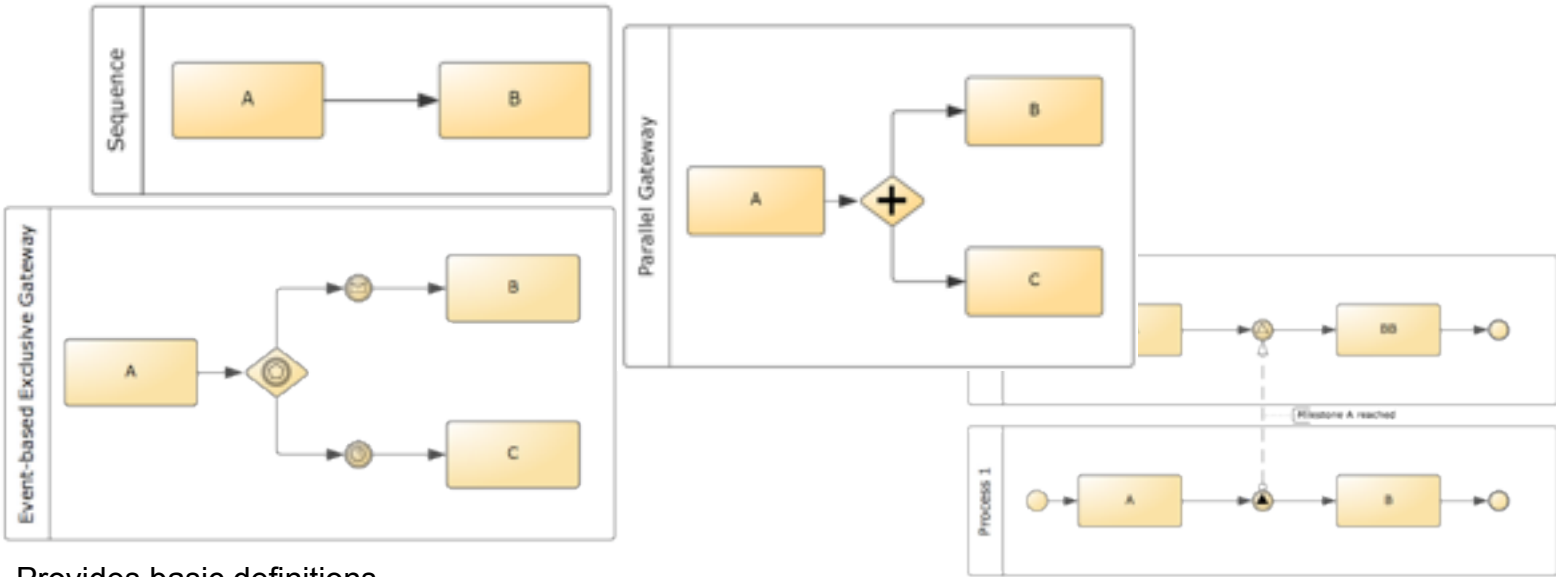 Sequence
A
B
Event-based Exclusive Gateway
A
B
C
Parallel Gateway
A
B
C
BB
Milestone A reached
Process 1
A
B
Provides basic definitions